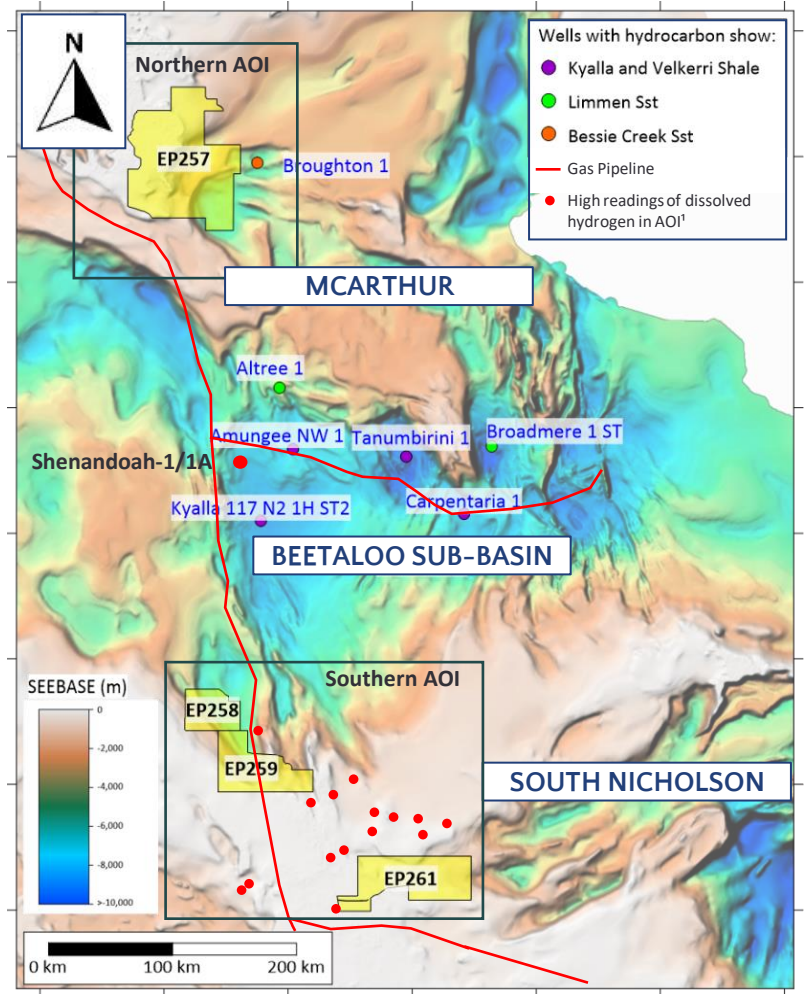 N
Northern AOI
EP257
Broughton 1
Wells with hydrocarbon show:
Kyalla and Velkerri Shale
Limmen Sst
Bessie Creek Sst
Gas Pipeline
High readings of dissolved
hydrogen in AOI¹
MCARTHUR
Altree 1
Amungee NW 1
Tanumbirini 1
Broadmere 1 ST
Shenandoah-1/1A
Kyalla 117 N2 1H ST2
Carpentaria 1
BEETALOO SUB-BASIN
Southern AOI
SEEBASE (m)
0
-2,000
-4,000
-6,000
-8,000
>-10,000
EP258
EP259
SOUTH NICHOLSON
EP261
0 km
100 km
200 km